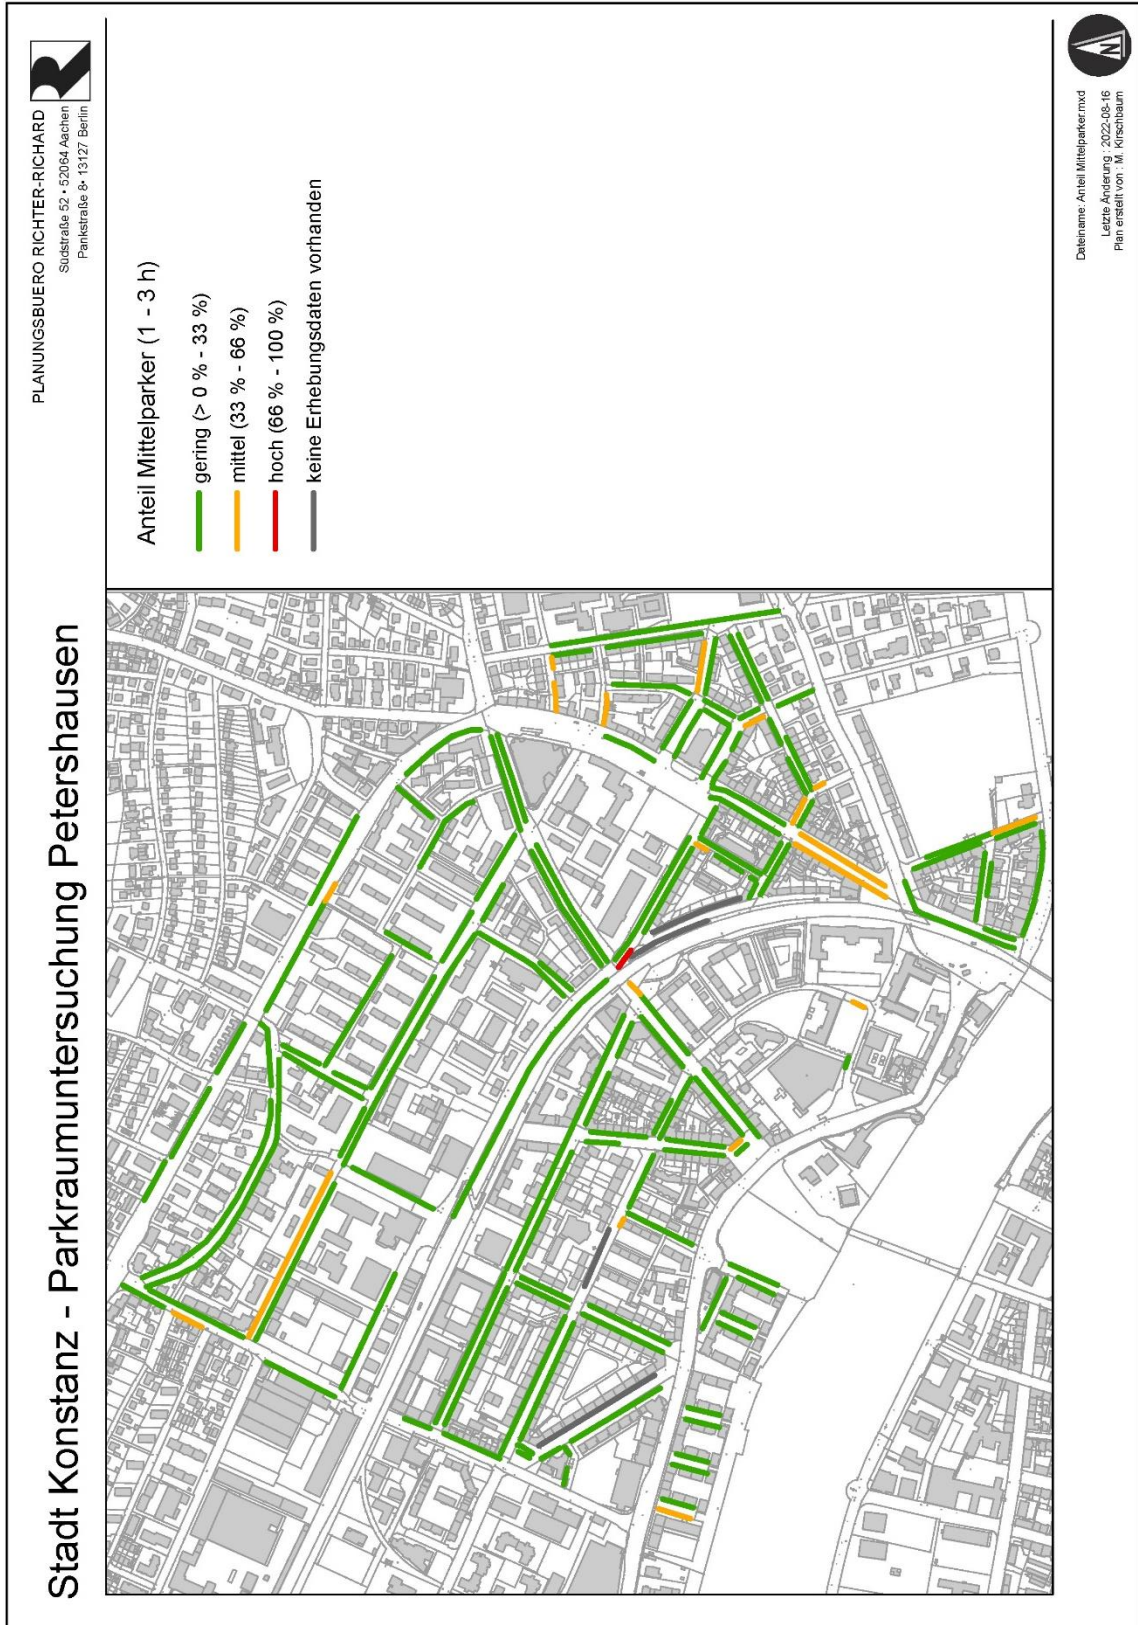 Stadt Konstanz - Parkraumuntersuchung Petershausen
PLANUNGSBUERO RICHTER-RICHARD
Südstraße 52 • 52064 Aachen
Pankstraße 8 • 13127 Berlin
Anteil Mittelparker (1 - 3 h)
gering (> 0 % - 33 %)
mittel (33 % - 66 %)
hoch (66 % - 100 %)
keine Erhebungsdaten vorhanden
N
Dateiname: Anteil Mittelparker.mxd
Letzte Änderung : 2022-08-16
Plan erstellt von : M. Kirschbaum